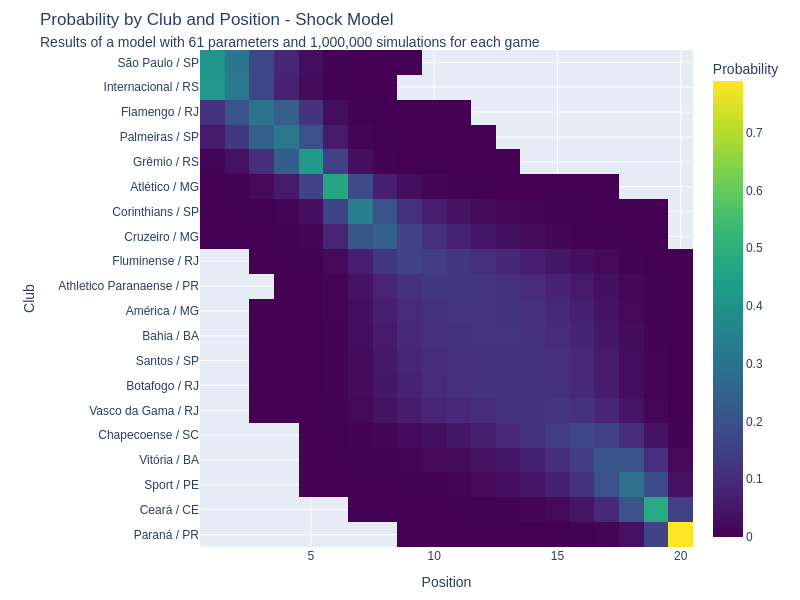 Probability by Club and Position - Shock Model
Results of a model with 61 parameters and 1,000,000 simulations for each game
Probability
São Paulo / SP
Internacional / RS
Flamengo / RJ
Palmeiras / SP
Grêmio / RS
Atlético / MG
Corinthians / SP
Cruzeiro / MG
Fluminense / RJ
Athletico Paranaense / PR
América / MG
Bahia / BA
Santos / SP
Botafogo / RJ
Vasco da Gama / RJ
Chapecoense / SC
Vitória / BA
Sport / PE
Ceará / CE
Paraná / PR
Club
5
10
15
20
Position
0.7
0.6
0.5
0.4
0.3
0.2
0.1
0